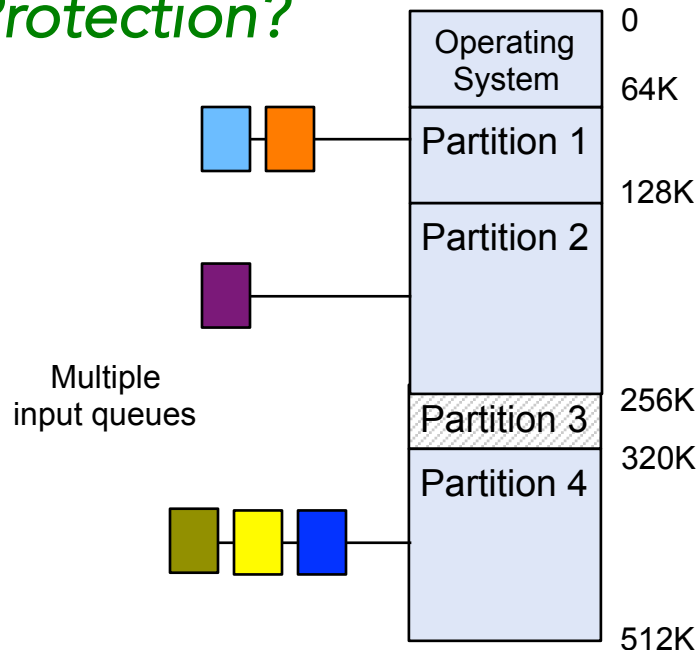 Protection?
0
Operating
System
64K
Partition 1
128K
Partition 2
Multiple
input queues
256K
Partition 3
320K
Partition 4
512K